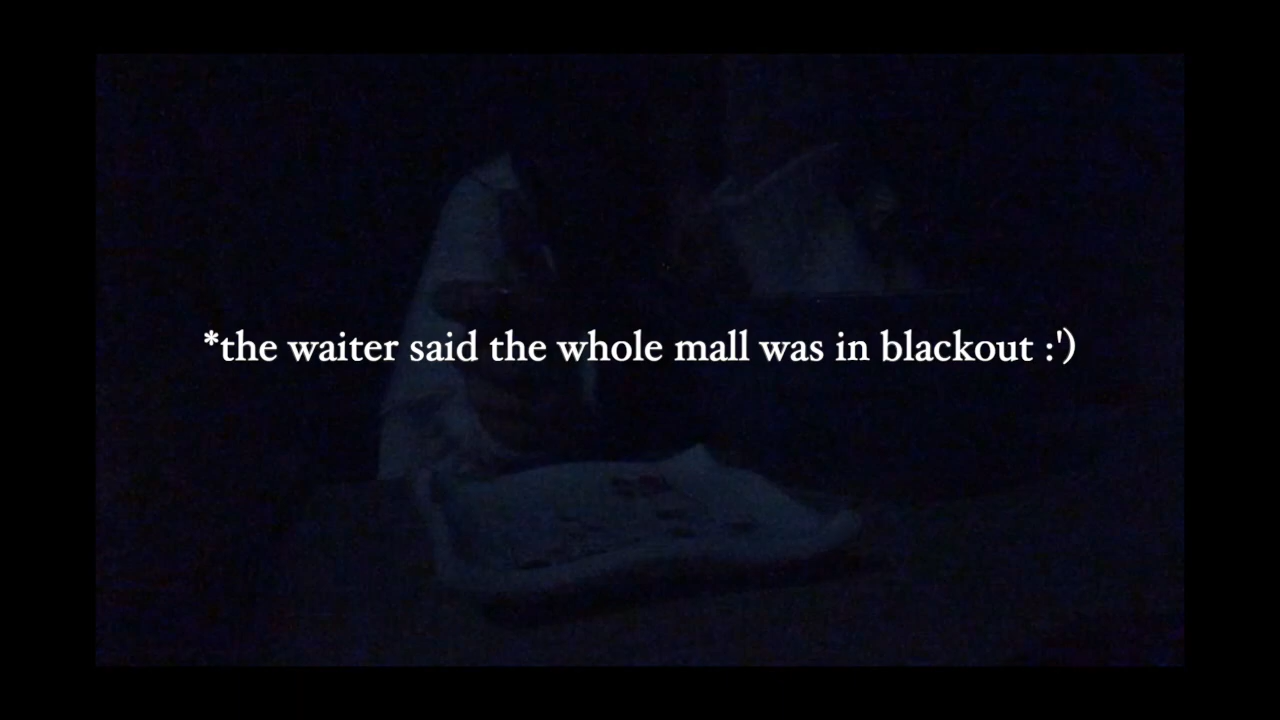 *the waiter said the whole mall was in blackout :')